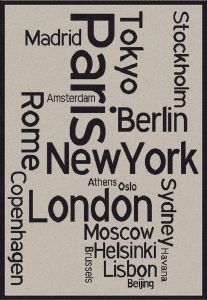 Madrid
Paris
Tokyo
Stockholm
Amsterdam
Rome
Berlin
NewYork
Athens
Oslo
Copenhagen
London
Sydney
Moscow
Brussels
Helsinki
Havana
Lisbon
Beijing